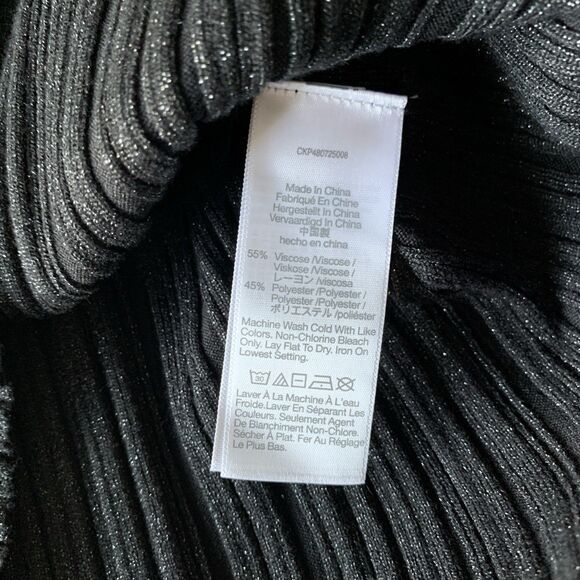 CKP480725008
Made In China
Fabriqué En Chine
Hergestellt In China
Vervaardigd In China
中国製
hecho en china
55% Viscose /Viscose /
Viskose /Viscose /
レーヨン /viscosa
45% Polyester /Polyester /
Polyester /Polyester /
ポリエステル /poliéster
Machine Wash Cold With Like
Colors. Non-Chlorine Bleach
Only. Lay Flat To Dry. Iron On
Lowest Setting.
30
Laver À La Machine À L'eau
Froide.Laver En Séparant Les
Couleurs. Seulement Agent
De Blanchiment Non-Chlore.
Sécher À Plat. Fer Au Réglage
Le Plus Bas.